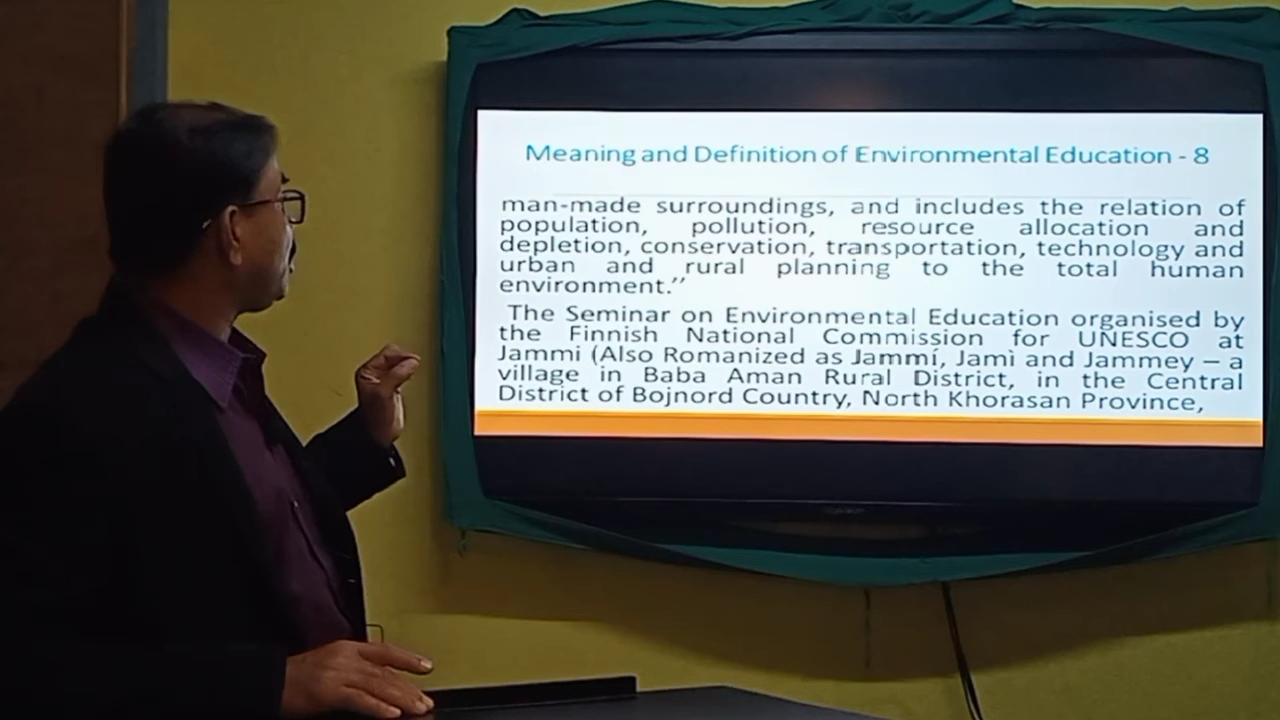 Meaning and Definition of Environmental Education - 8
man-made surroundings, and includes the relation of
population, pollution, resource allocation and
depletion, conservation, transportation, technology and
urban and rural planning to the total human
environment.’’
The Seminar on Environmental Education organised by
the Finnish National Commission for UNESCO at
Jammi (Also Romanized as Jammí, Jamì and Jammey – a
village in Baba Aman Rural District, in the Central
District of Bojnord Country, North Khorasan Province,